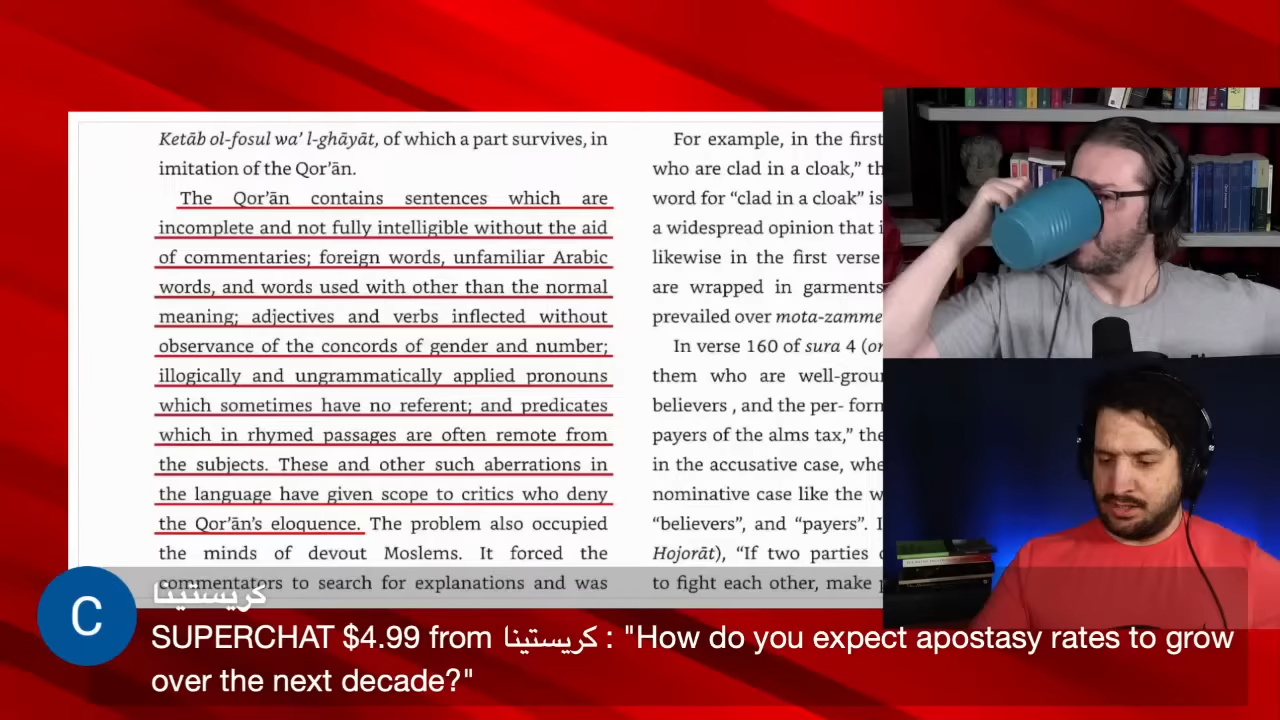 Ketāb ol-fosul wa’ l-ghāyāt, of which a part survives, in
imitation of the Qor’ān.
The Qor’ān contains sentences which are
incomplete and not fully intelligible without the aid
of commentaries; foreign words, unfamiliar Arabic
words, and words used with other than the normal
meaning; adjectives and verbs inflected without
observance of the concords of gender and number;
illogically and ungrammatically applied pronouns
which sometimes have no referent; and predicates
which in rhymed passages are often remote from
the subjects. These and other such aberrations in
the language have given scope to critics who deny
the Qor’ān’s eloquence. The problem also occupied
the minds of devout Moslems. It forced the
commentators to search for explanations and was
For example, in the first
who are clad in a cloak,” th
word for “clad in a cloak” is
a widespread opinion that i
likewise in the first verse
are wrapped in garments
prevailed over mota-zamme
In verse 160 of sura 4 (or
them who are well-groun
believers , and the per- form
payers of the alms tax,” the
in the accusative case, whe
nominative case like the w
“believers”, and “payers”. I
Hojorāt), “If two parties o
to fight each other, make p
C
كريستينا
SUPERCHAT $4.99 from كريستينا : "How do you expect apostasy rates to grow
over the next decade?"